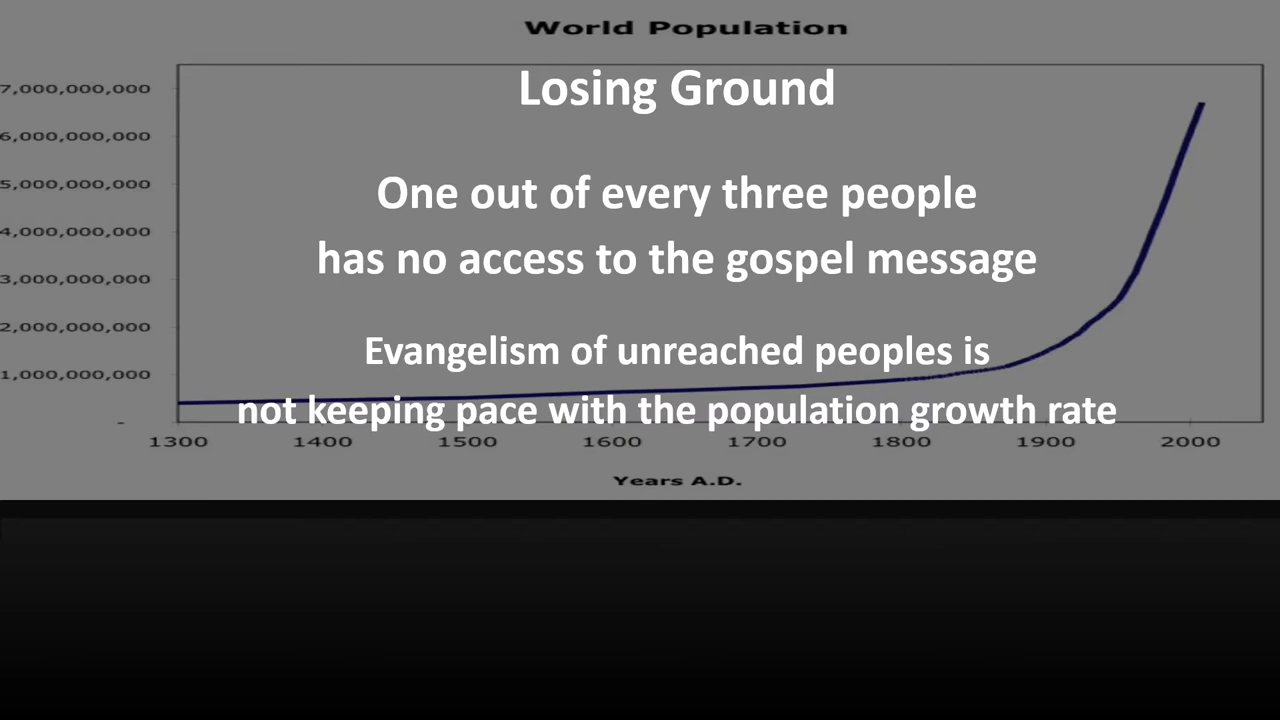 World Population
Losing Ground
7,000,000,000
6,000,000,000
One out of every three people
5,000,000,000
4,000,000,000
has no access to the gospel message
3,000,000,000
2,000,000,000
Evangelism of unreached peoples is
1,000,000,000
not keeping pace with the population growth rate
-
1300 1400 1500 1600 1700 1800 1900 2000
Years A.D.